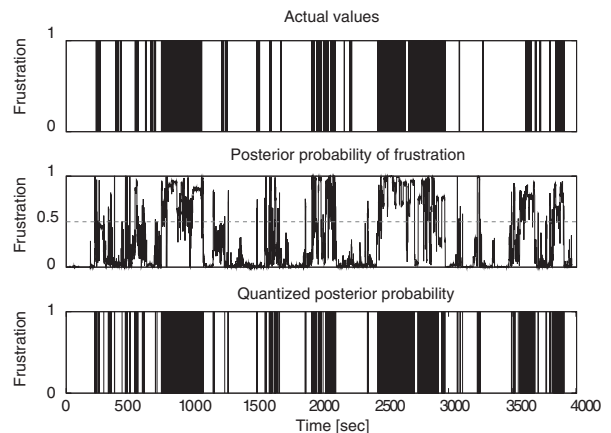 Actual values
1
Frustration
0
Posterior probability of frustration
1
0.5
Frustration
0
Quantized posterior probability
1
Frustration
0
0 500 1000 1500 2000 2500 3000 3500 4000
Time [sec]